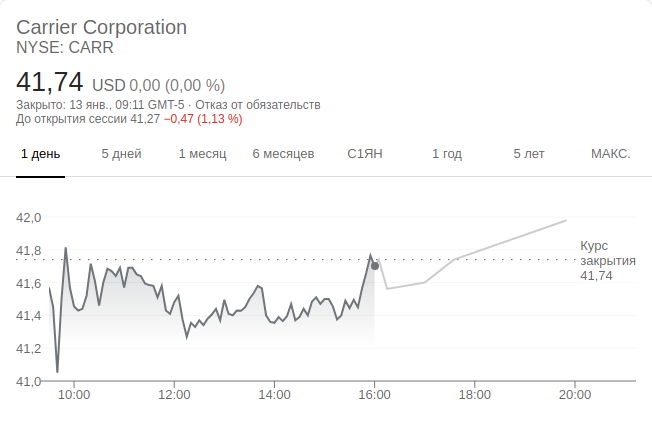 Carrier Corporation
NYSE: CARR
41,74 USD 0,00 (0,00 %)
Закрыто: 13 янв., 09:11 GMT-5 · Отказ от обязательств
До открытия сессии 41,27 −0,47 (1,13 %)
1 день 5 дней 1 месяц 6 месяцев С1ЯН 1 год 5 лет МАКС.
42,0
41,8
41,6
41,4
41,2
41,0
Курс
закрытия
41,74
10:00 12:00 14:00 16:00 18:00 20:00